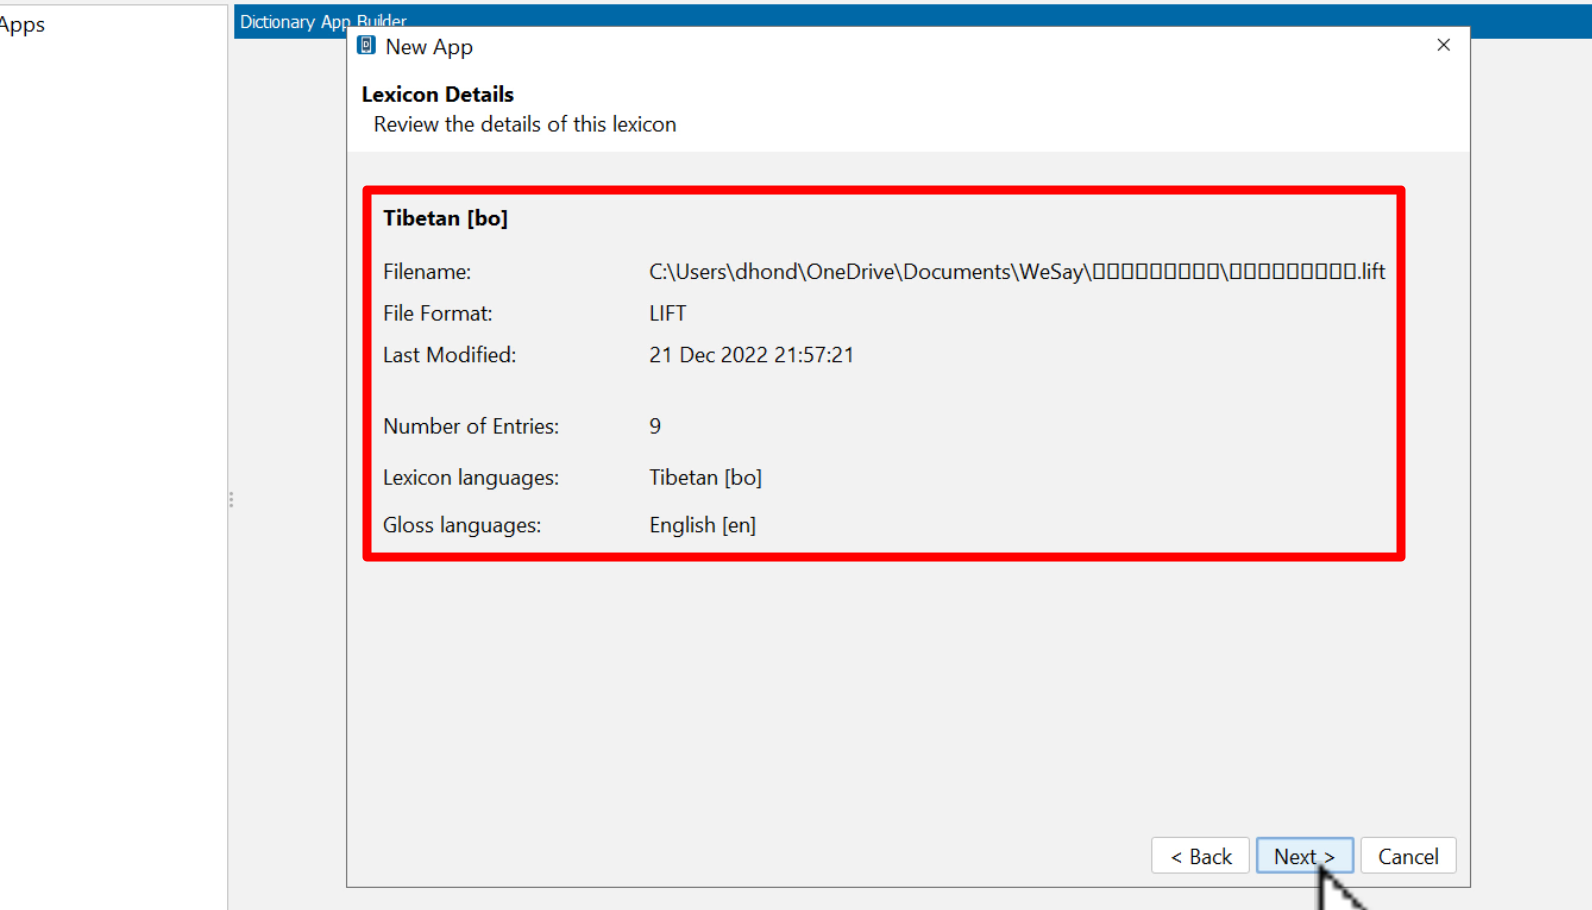 Apps
Dictionary App Builder
New App
Lexicon Details
Review the details of this lexicon
Tibetan [bo]
Filename: C:\Users\dhond\OneDrive\Documents\WeSay\▯▯▯▯▯▯▯▯▯\▯▯▯▯▯▯▯▯▯.lift
File Format: LIFT
Last Modified: 21 Dec 2022 21:57:21
Number of Entries: 9
Lexicon languages: Tibetan [bo]
Gloss languages: English [en]
< Back Next > Cancel